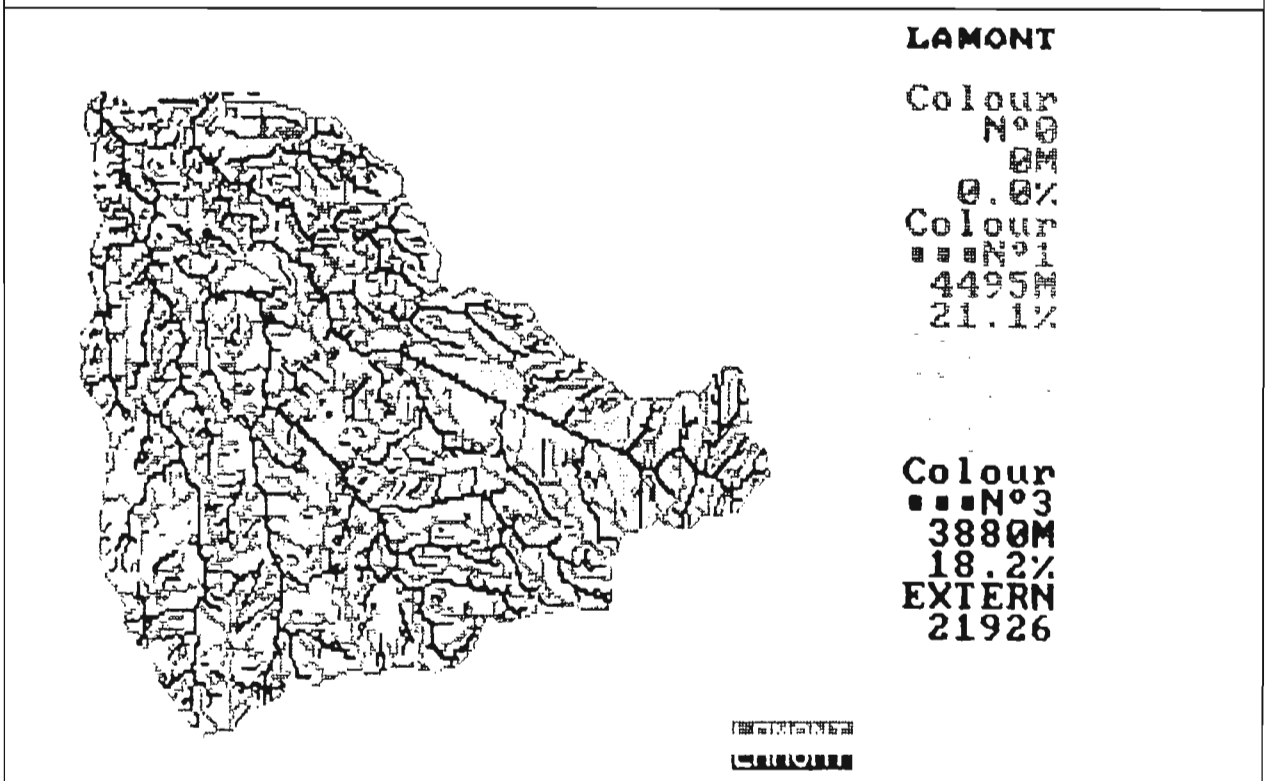 LAMONT
Colour
N°0
0M
0.0%
Colour
■ ■ ■N°1
4495M
21.1%
Colour
■ ■ ■N°3
3880M
18.2%
EXTERN
21926